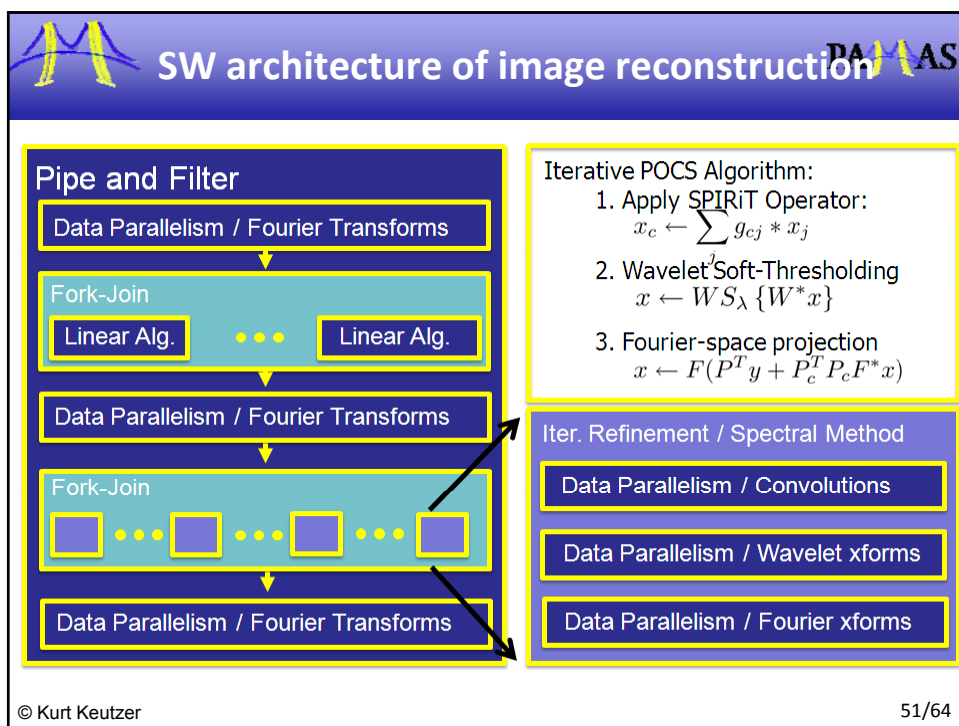 SW architecture of image reconstruction
PALLAS
Pipe and Filter
Data Parallelism / Fourier Transforms
Fork-Join
Linear Alg. ••• Linear Alg.
Data Parallelism / Fourier Transforms
Fork-Join
••• ••• •••
Data Parallelism / Fourier Transforms
Iterative POCS Algorithm:
1. Apply SPIRiT Operator:
x_c ← ∑_j g_{cj} * x_j
2. Wavelet Soft-Thresholding
x ← WS_λ {W*x}
3. Fourier-space projection
x ← F(P^T y + P_c^T P_c F* x)
Iter. Refinement / Spectral Method
Data Parallelism / Convolutions
Data Parallelism / Wavelet xforms
Data Parallelism / Fourier xforms
© Kurt Keutzer
51/64